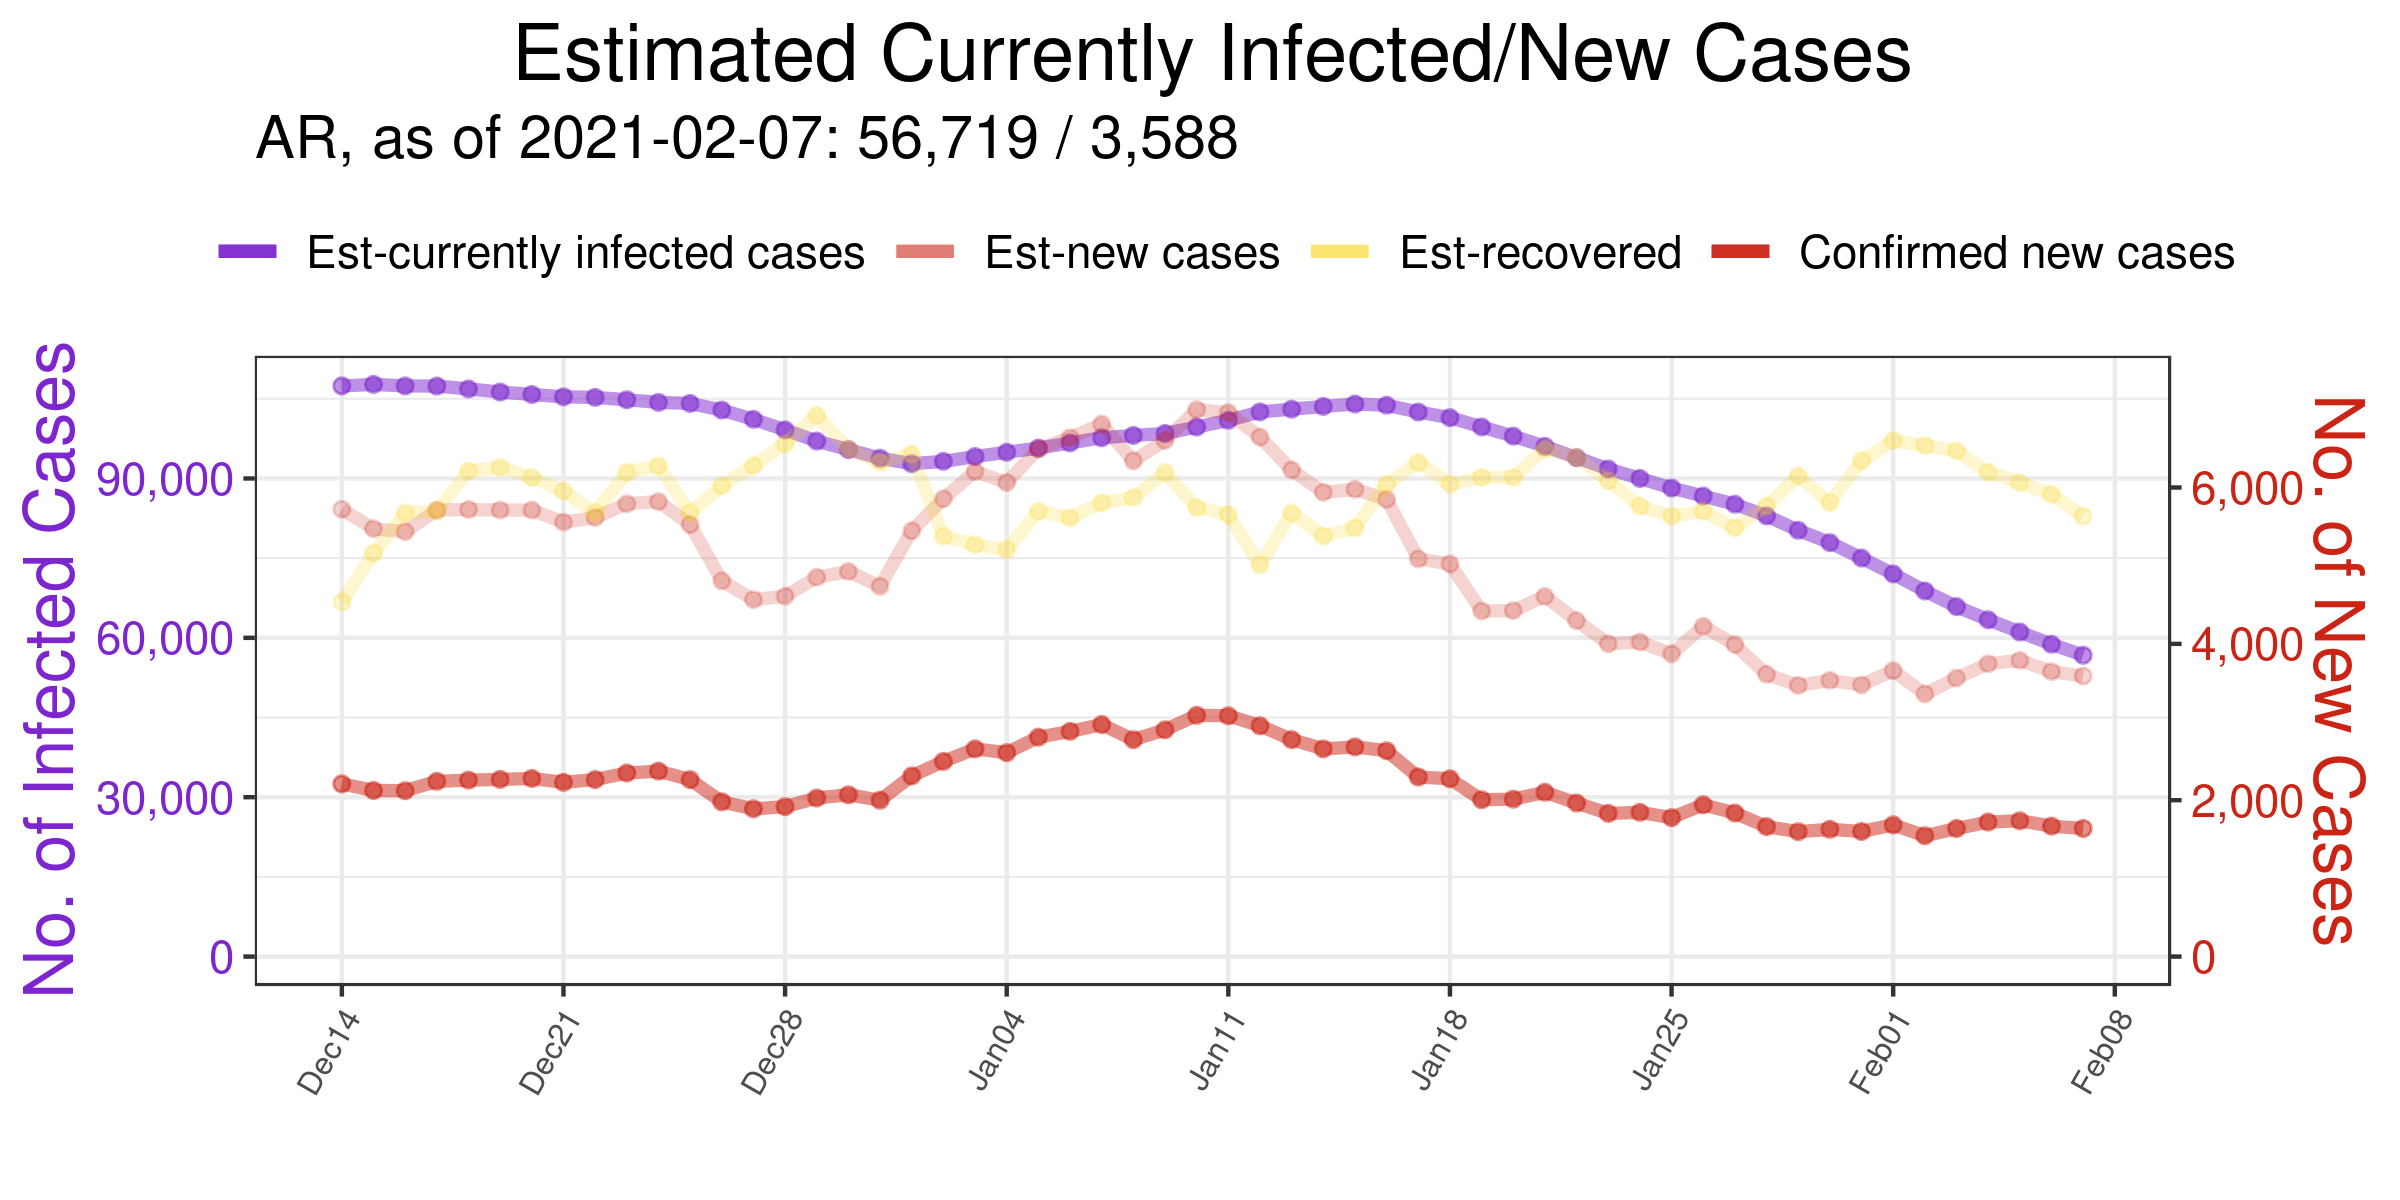 Estimated Currently Infected/New Cases
AR, as of 2021-02-07: 56,719 / 3,588
Est-currently infected cases Est-new cases Est-recovered Confirmed new cases
No. of Infected Cases
90,000
60,000
30,000
0
6,000
4,000
2,000
0
No. of New Cases
Dec14 Dec21 Dec28 Jan04 Jan11 Jan18 Jan25 Feb01 Feb08